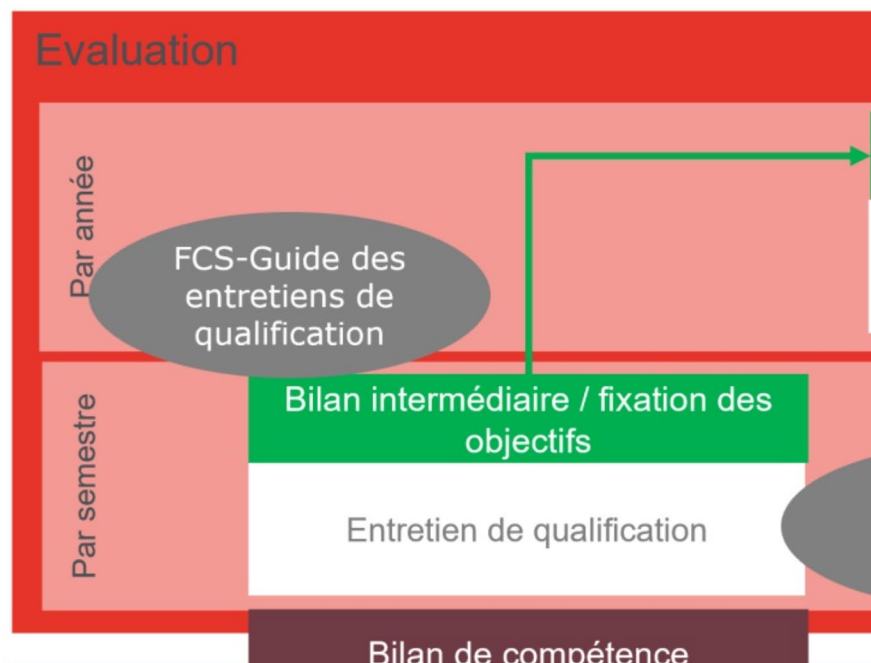 Evaluation
Par année
FCS-Guide des
entretiens de
qualification
Bilan intermédiaire / fixation des
objectifs
Par semestre
Entretien de qualification
Bilan de compétence